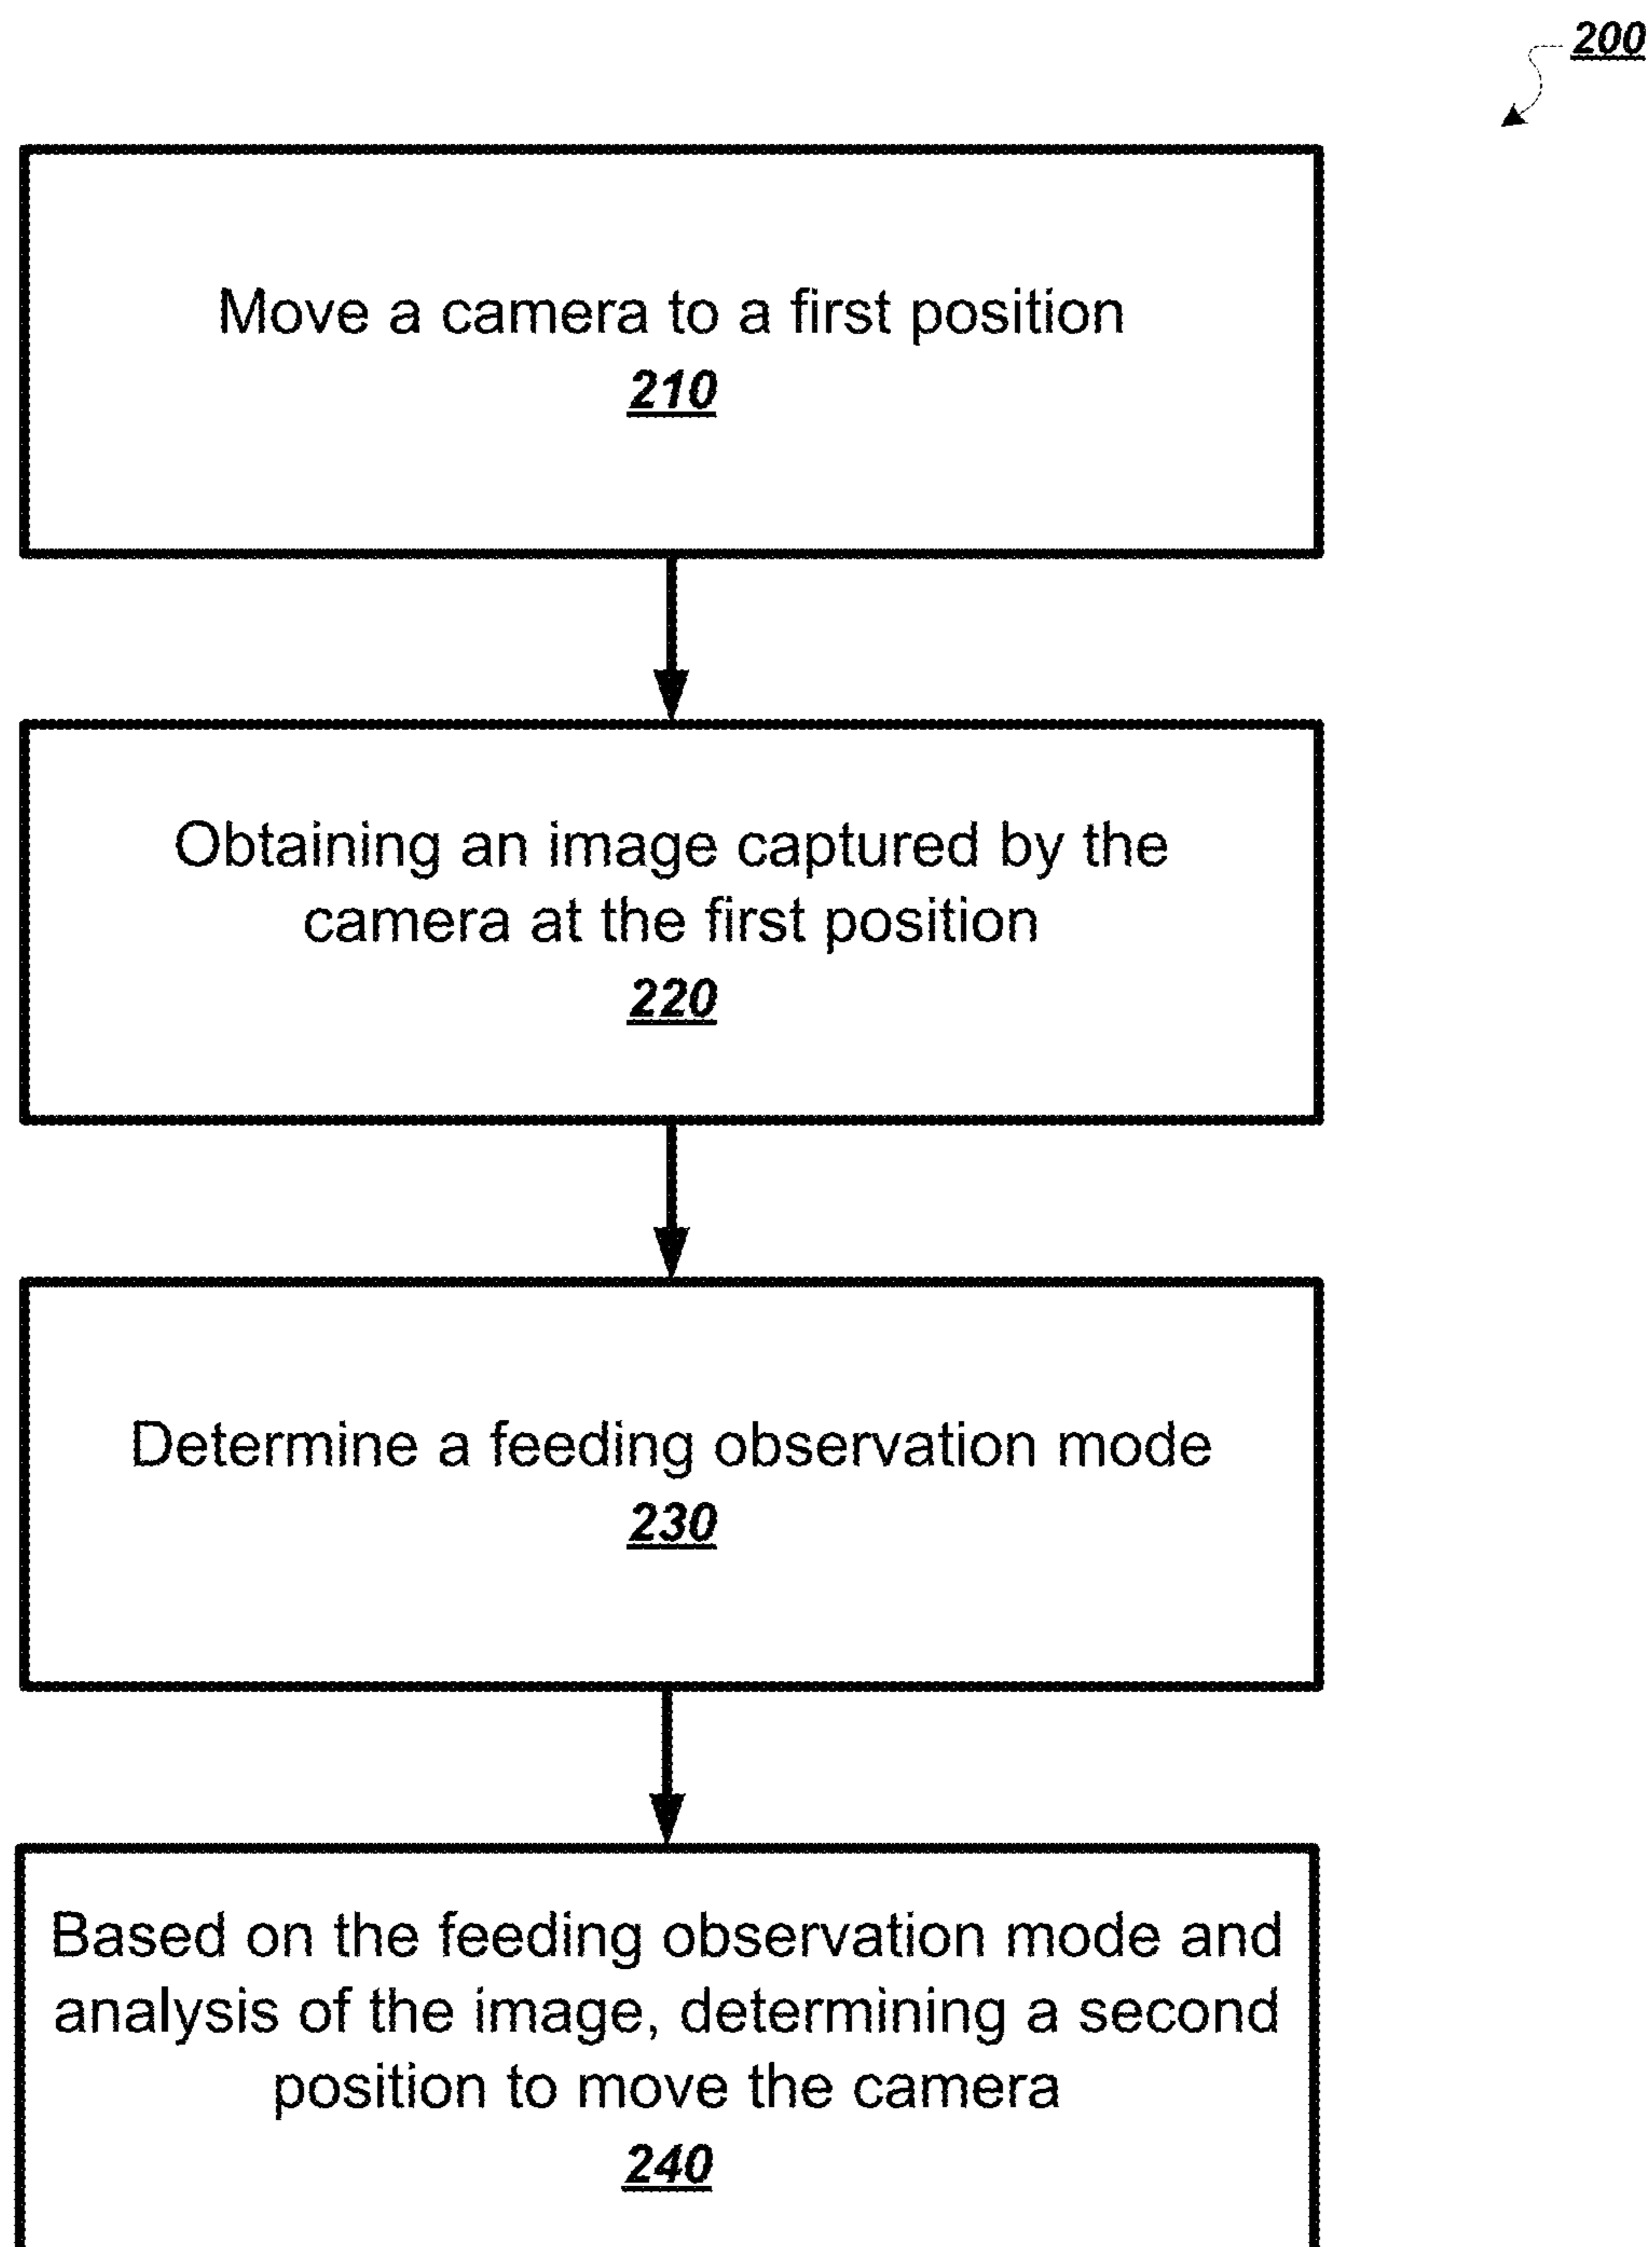 200
Move a camera to a first position
210
Obtaining an image captured by the
camera at the first position
220
Determine a feeding observation mode
230
Based on the feeding observation mode and
analysis of the image, determining a second
position to move the camera
240